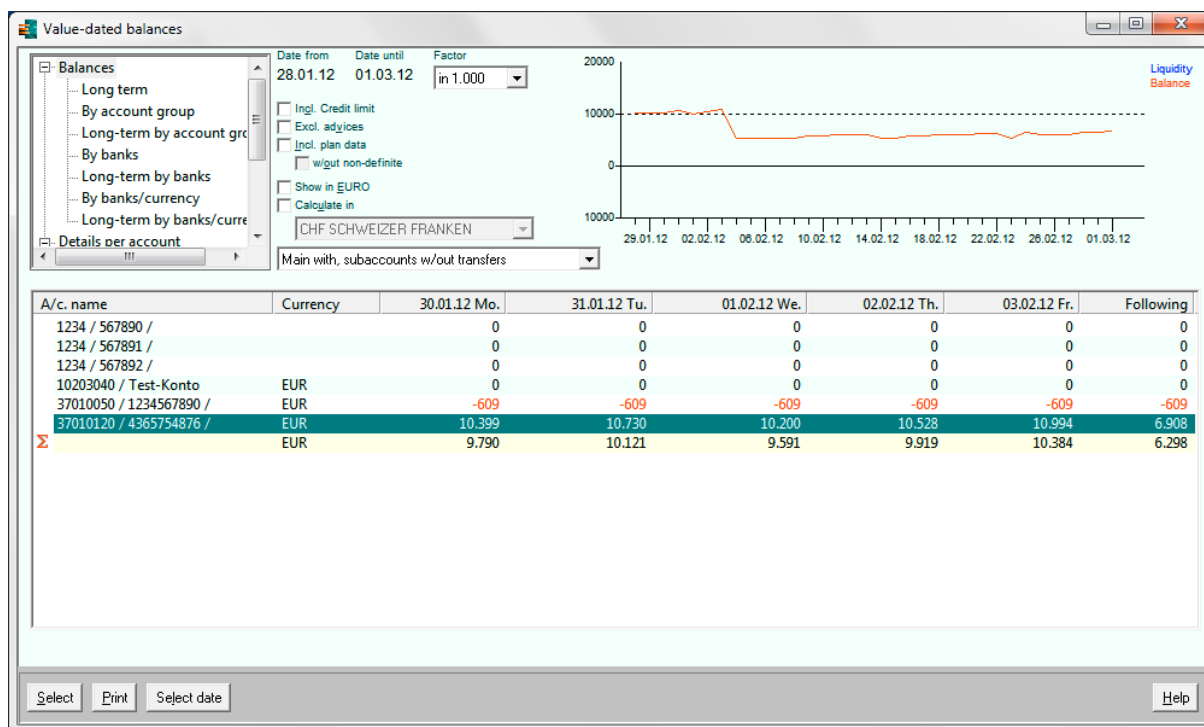 Value-dated balances
Balances
Long term
By account group
Long-term by account gro
By banks
Long-term by banks
By banks/currency
Long-term by banks/curre
Details per account
Date from Date until Factor
28.01.12 01.03.12 in 1.000
Incl. Credit limit
Excl. advices
Incl. plan data
w/out non-definite
Show in EURO
Calculate in
CHF SCHWEIZER FRANKEN
Main with, subaccounts w/out transfers
20000
10000
0
10000
29.01.12 02.02.12 06.02.12 10.02.12 14.02.12 18.02.12 22.02.12 26.02.12 01.03.12
Liquidity
Balance
A/c. name Currency 30.01.12 Mo. 31.01.12 Tu. 01.02.12 We. 02.02.12 Th. 03.02.12 Fr. Following
1234 / 567890 / 0 0 0 0 0 0
1234 / 567891 / 0 0 0 0 0 0
1234 / 567892 / 0 0 0 0 0 0
10203040 / Test-Konto EUR 0 0 0 0 0 0
37010050 / 1234567890 / EUR -609 -609 -609 -609 -609 -609
37010120 / 4365754876 / EUR 10.399 10.730 10.200 10.528 10.994 6.908
Σ EUR 9.790 10.121 9.591 9.919 10.384 6.298
Select Print Select date Help